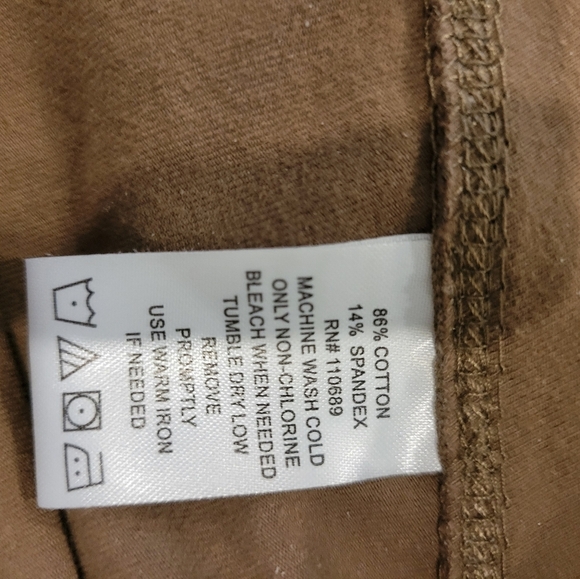 86% COTTON
14% SPANDEX
RN# 110689
MACHINE WASH COLD
ONLY NON-CHLORINE
BLEACH WHEN NEEDED
TUMBLE DRY LOW
REMOVE
PROMPTLY
USE WARM IRON
IF NEEDED